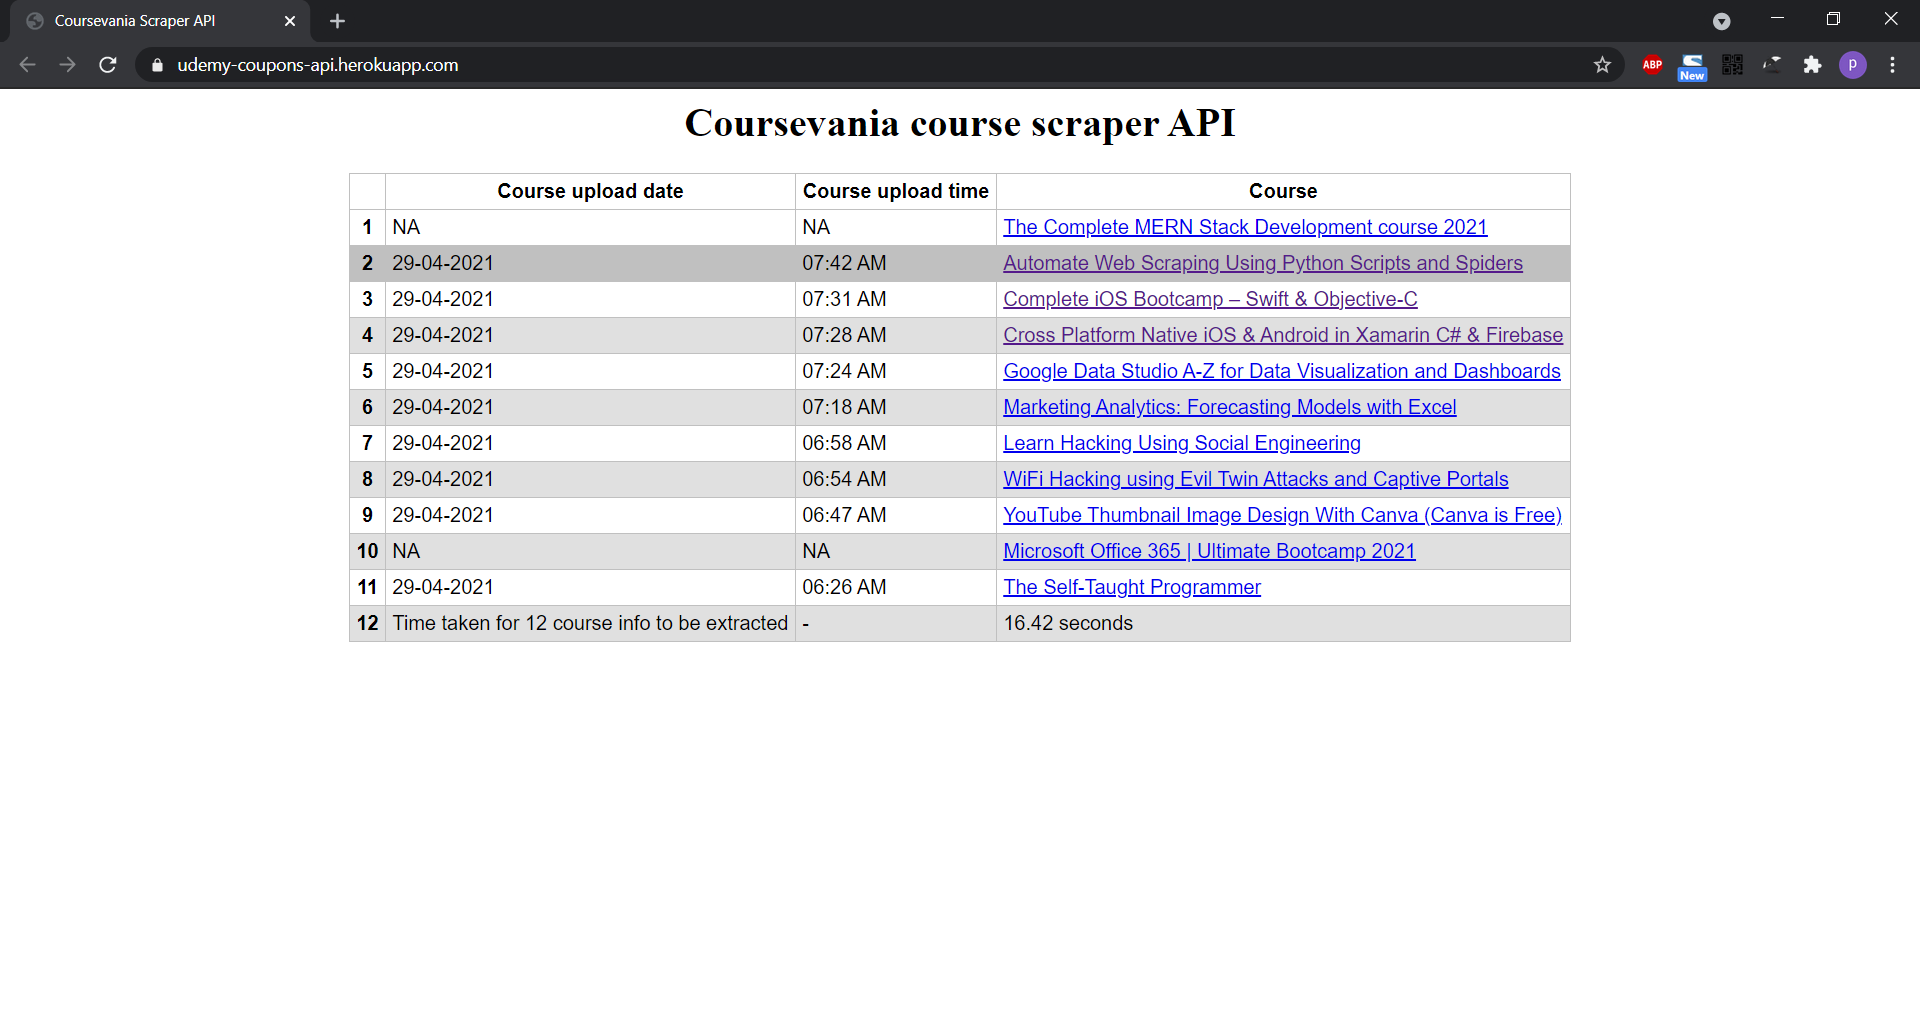 Coursevania Scraper API
udemy-coupons-api.herokuapp.com
ABP
New
P
Coursevania course scraper API
Course upload date Course upload time Course
1 NA NA The Complete MERN Stack Development course 2021
2 29-04-2021 07:42 AM Automate Web Scraping Using Python Scripts and Spiders
3 29-04-2021 07:31 AM Complete iOS Bootcamp – Swift & Objective-C
4 29-04-2021 07:28 AM Cross Platform Native iOS & Android in Xamarin C# & Firebase
5 29-04-2021 07:24 AM Google Data Studio A-Z for Data Visualization and Dashboards
6 29-04-2021 07:18 AM Marketing Analytics: Forecasting Models with Excel
7 29-04-2021 06:58 AM Learn Hacking Using Social Engineering
8 29-04-2021 06:54 AM WiFi Hacking using Evil Twin Attacks and Captive Portals
9 29-04-2021 06:47 AM YouTube Thumbnail Image Design With Canva (Canva is Free)
10 NA NA Microsoft Office 365 | Ultimate Bootcamp 2021
11 29-04-2021 06:26 AM The Self-Taught Programmer
12 Time taken for 12 course info to be extracted - 16.42 seconds